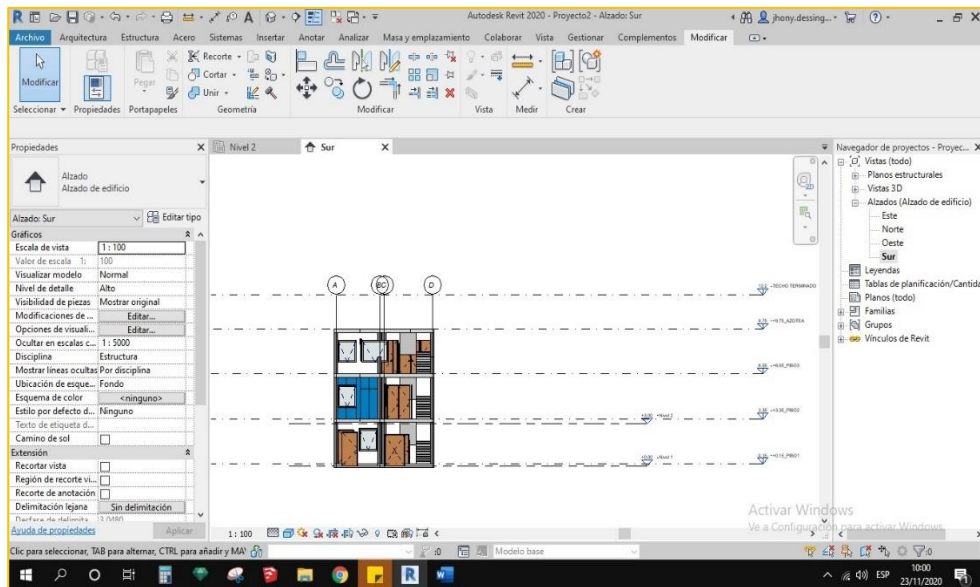 Autodesk Revit 2020 - Proyecto2 - Alzado: Sur
jhony.dessing...
Archivo Arquitectura Estructura Acero Sistemas Insertar Anotar Analizar Masa y emplazamiento Colaborar Vista Gestionar Complementos Modificar
Modificar
Pegar
Recorte
Cortar
Unir
Seleccionar Propiedades Portapapeles Geometría Modificar Vista Medir Crear
Propiedades
Nivel 2
Sur
Navegador de proyectos - Proyec...
Alzado
Alzado de edificio
Alzado: Sur
Editar tipo
Gráficos
Escala de vista 1 : 100
Valor de escala 1: 100
Visualizar modelo Normal
Nivel de detalle Alto
Visibilidad de piezas Mostrar original
Modificaciones de ... Editar...
Opciones de visuali... Editar...
Ocultar en escalas c... 1 : 5000
Disciplina Estructura
Mostrar líneas ocultas Por disciplina
Ubicación de esque... Fondo
Esquema de color <ninguno>
Estilo por defecto d... Ninguno
Texto de etiqueta d...
Camino de sol
Extensión
Recortar vista
Región de recorte vi...
Recorte de anotación
Delimitación lejana Sin delimitación
Desfase de delimita... 3.0480
Ayuda de propiedades
Aplicar
A
D
Vistas (todo)
Planos estructurales
Vistas 3D
Alzados (Alzado de edificio)
Este
Norte
Oeste
Sur
Leyendas
Tablas de planificación/Cantida
Planos (todo)
Familias
Grupos
Vínculos de Revit
Activar Windows
Ve a Configuración para activar Windows.
1 : 100
Clic para seleccionar, TAB para alternar, CTRL para añadir y MA
:0
Modelo base
:0
ESP
10:00
23/11/2020